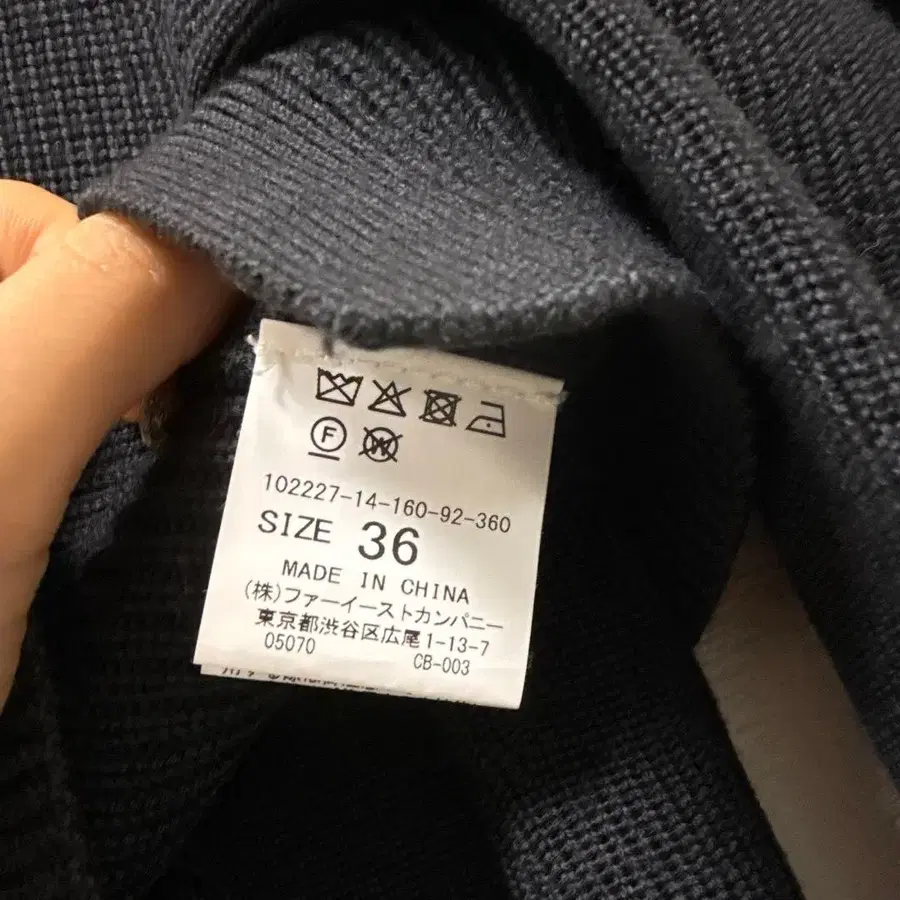 F
W
102227-14-160-92-360
SIZE 36
MADE IN CHINA
(株)ファーイーストカンパニー
東京都渋谷区広尾1-13-7
05070 CB-003